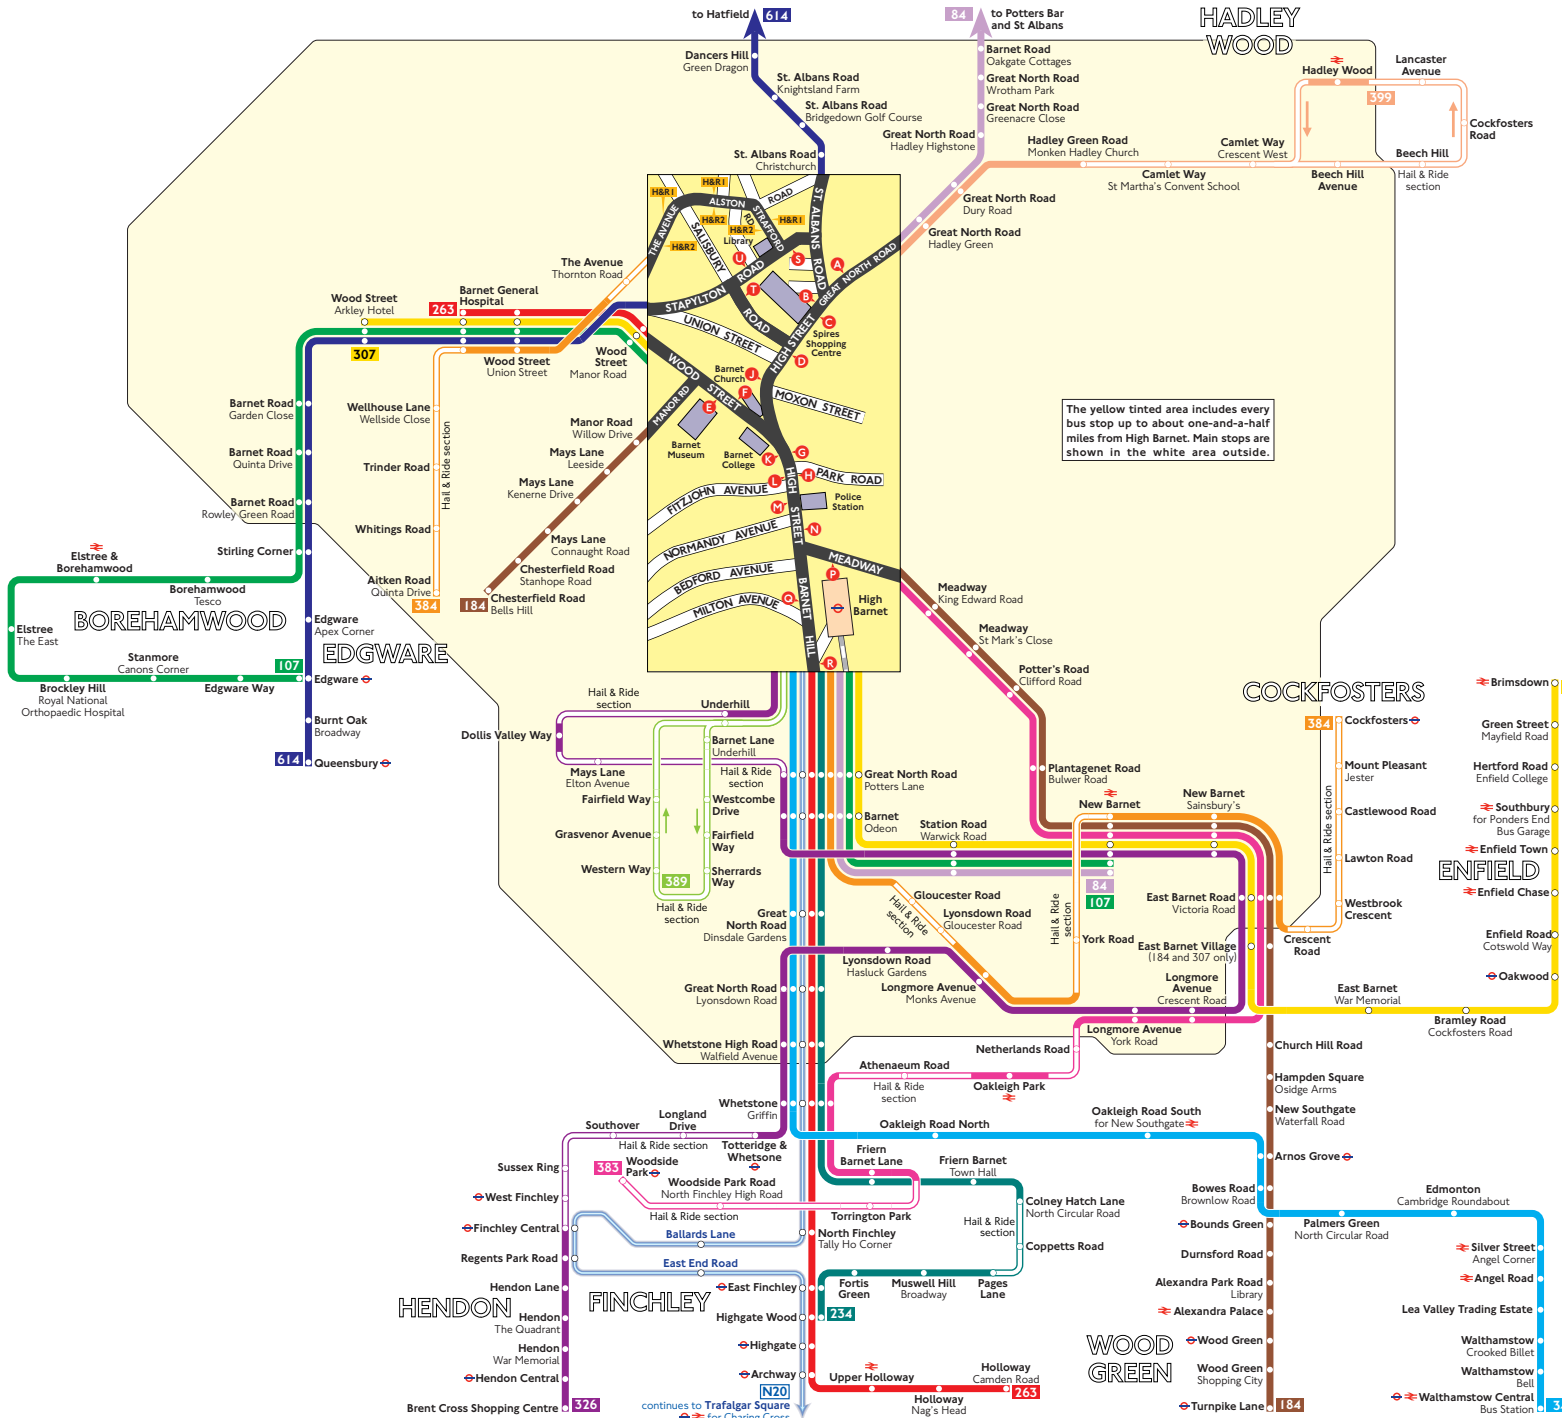 to Hatfield
614
84
to Potters Bar
and St Albans
HADLEY
WOOD
Dancers Hill
Green Dragon
St. Albans Road
Knightsland Farm
St. Albans Road
Bridgedown Golf Course
St. Albans Road
Christchurch
Barnet Road
Oakgate Cottages
Great North Road
Wrotham Park
Great North Road
Greenacre Close
Great North Road
Hadley Highstone
Hadley Green Road
Monken Hadley Church
Camlet Way
St Martha's Convent School
Camlet Way
Crescent West
Hadley Wood
Lancaster
Avenue
399
Cockfosters
Road
Beech Hill
Avenue
Beech Hill
Hail & Ride
section
Great North Road
Dury Road
Great North Road
Hadley Green
H&R1
H&R1
H&R2
H&R2
H&R1
H&R2
THE AVENUE
ALSTON
RD
ROAD
STRAFFORD
SALISBURY
ROAD
Library
ST. ALBANS ROAD
GREAT NORTH ROAD
STAPYLTON ROAD
UNION STREET
HIGH STREET
WOOD STREET
MANOR RD
MOXON STREET
PARK ROAD
FITZJOHN AVENUE
NORMANDY AVENUE
BEDFORD AVENUE
MILTON AVENUE
HIGH STREET
MEADWAY
BARNET HILL
U
S
A
T
B
C
D
J
F
E
G
K
H
L
M
N
P
Q
R
Spires
Shopping
Centre
Barnet
Church
Barnet
Museum
Barnet
College
Police
Station
High
Barnet
The Avenue
Thornton Road
Wood Street
Arkley Hotel
263
Barnet General
Hospital
307
Wood Street
Union Street
Wood
Street
Manor Road
Barnet Road
Garden Close
Barnet Road
Quinta Drive
Barnet Road
Rowley Green Road
Stirling Corner
Wellhouse Lane
Wellside Close
Trinder Road
Hail & Ride section
Whitings Road
Aitken Road
Quinta Drive
384
Manor Road
Willow Drive
Mays Lane
Leeside
Mays Lane
Kenerne Drive
Mays Lane
Connaught Road
Chesterfield Road
Stanhope Road
184
Chesterfield Road
Bells Hill
The yellow tinted area includes every
bus stop up to about one-and-a-half
miles from High Barnet. Main stops are
shown in the white area outside.
Elstree &
Borehamwood
Borehamwood
Tesco
BOREHAMWOOD
Elstree
The East
Stanmore
Canons Corner
Brockley Hill
Royal National
Orthopaedic Hospital
Edgware Way
107
Edgware
Apex Corner
EDGWARE
Edgware
Burnt Oak
Broadway
614
Queensbury
Meadway
King Edward Road
Meadway
St Mark's Close
Potter's Road
Clifford Road
Plantagenet Road
Bulwer Road
New Barnet
New Barnet
Sainsbury's
Hail & Ride
section
Underhill
Dollis Valley Way
Mays Lane
Elton Avenue
Barnet Lane
Underhill
Hail & Ride
section
Fairfield Way
Westcombe
Drive
Grasvenor Avenue
Fairfield
Way
Western Way
Sherrards
Way
389
Hail & Ride
section
Great North Road
Potters Lane
Barnet
Odeon
Station Road
Warwick Road
84
107
Great
North Road
Dinsdale Gardens
Great North Road
Lyonsdown Road
Whetstone High Road
Walfield Avenue
Whetstone
Griffin
Gloucester Road
Lyonsdown Road
Gloucester Road
Hail & Ride
section
Lyonsdown Road
Hasluck Gardens
Longmore Avenue
Monks Avenue
Hail & Ride
section
York Road
East Barnet Road
Victoria Road
East Barnet Village
(184 and 307 only)
Longmore
Avenue
Crescent Road
Longmore Avenue
York Road
Netherlands Road
Athenaeum Road
Hail & Ride
section
Oakleigh Park
COCKFOSTERS
384
Cockfosters
Mount Pleasant
Jester
Castlewood Road
Hail & Ride section
Lawton Road
Westbrook
Crescent
Crescent
Road
Brimsdown
Green Street
Mayfield Road
Hertford Road
Enfield College
Southbury
for Ponders End
Bus Garage
Enfield Town
ENFIELD
Enfield Chase
Enfield Road
Cotswold Way
Oakwood
East Barnet
War Memorial
Bramley Road
Cockfosters Road
Church Hill Road
Hampden Square
Osidge Arms
New Southgate
Waterfall Road
Arnos Grove
Oakleigh Road North
Oakleigh Road South
for New Southgate
Southover
Longland
Drive
Hail & Ride section
Totteridge &
Whetsone
Sussex Ring
383
Woodside
Park
Woodside Park Road
North Finchley High Road
Hail & Ride section
West Finchley
Finchley Central
Regents Park Road
Hendon Lane
HENDON
Hendon
The Quadrant
Hendon
War Memorial
Hendon Central
Brent Cross Shopping Centre
326
Ballards Lane
East End Road
FINCHLEY
Friern
Barnet Lane
Friern Barnet
Town Hall
Torrington Park
Colney Hatch Lane
North Circular Road
Hail & Ride
section
Coppetts Road
North Finchley
Tally Ho Corner
East Finchley
Fortis
Green
Muswell Hill
Broadway
Pages
Lane
Highgate Wood
234
Highgate
Archway
N20
continues to Trafalgar Square
for Charing Cross
Upper Holloway
Holloway
Nag's Head
Holloway
Camden Road
263
Bowes Road
Brownlow Road
Bounds Green
Durnsford Road
Alexandra Park Road
Library
Alexandra Palace
WOOD
GREEN
Wood Green
Wood Green
Shopping City
Turnpike Lane
184
Palmers Green
North Circular Road
Edmonton
Cambridge Roundabout
Silver Street
Angel Corner
Angel Road
Lea Valley Trading Estate
Walthamstow
Crooked Billet
Walthamstow
Bell
Walthamstow Central
Bus Station